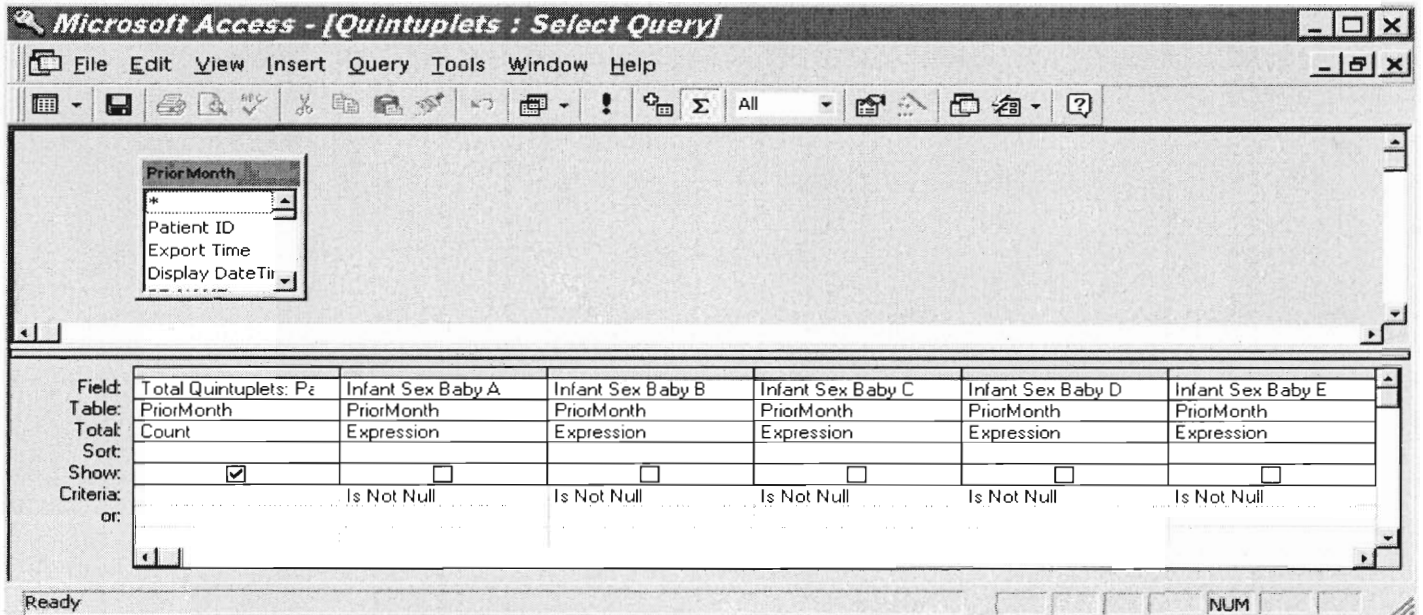 Microsoft Access - [Quintuplets : Select Query]
File Edit View Insert Query Tools Window Help
All
PriorMonth
*
Patient ID
Export Time
Display DateTir
Field: Total Quintuplets: Pa Infant Sex Baby A Infant Sex Baby B Infant Sex Baby C Infant Sex Baby D Infant Sex Baby E
Table: PriorMonth PriorMonth PriorMonth PriorMonth PriorMonth PriorMonth
Total: Count Expression Expression Expression Expression Expression
Sort:
Show:
Criteria: Is Not Null Is Not Null Is Not Null Is Not Null Is Not Null
or:
Ready NUM